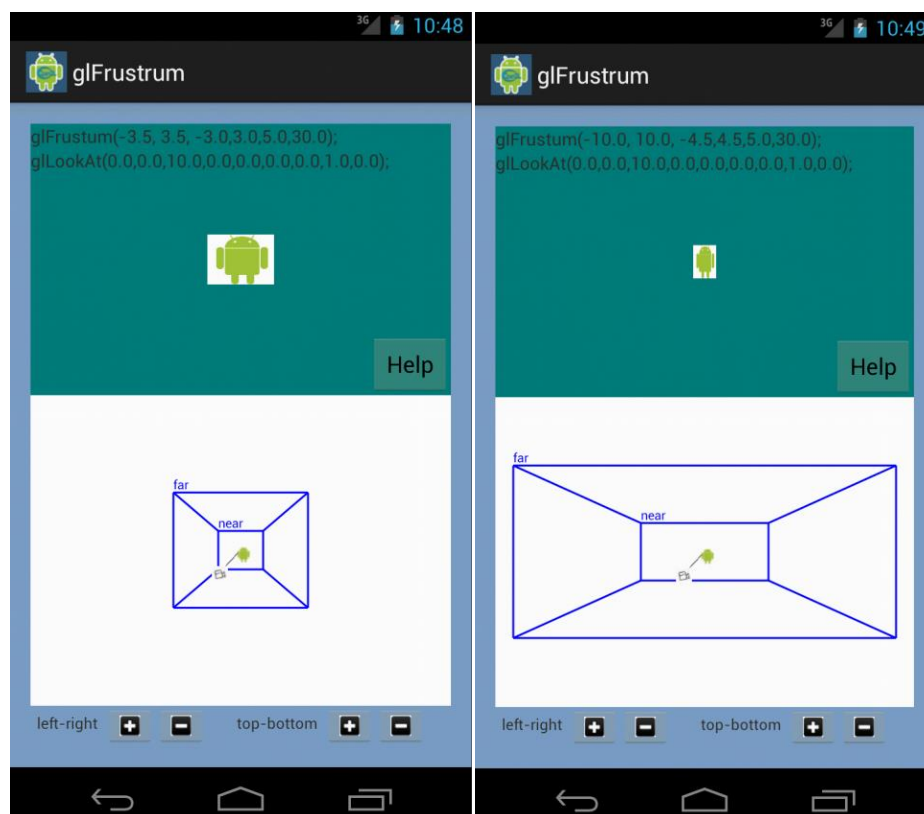 3G 10:48
glFrustrum
glFrustum(-3.5, 3.5, -3.0,3.0,5.0,30.0);
glLookAt(0.0,0.0,10.0,0.0,0.0,0.0,0.0,1.0,0.0);
Help
far
near
left-right
top-bottom
3G 10:49
glFrustrum
glFrustum(-10.0, 10.0, -4.5,4.5,5.0,30.0);
glLookAt(0.0,0.0,10.0,0.0,0.0,0.0,0.0,1.0,0.0);
Help
far
near
left-right
top-bottom